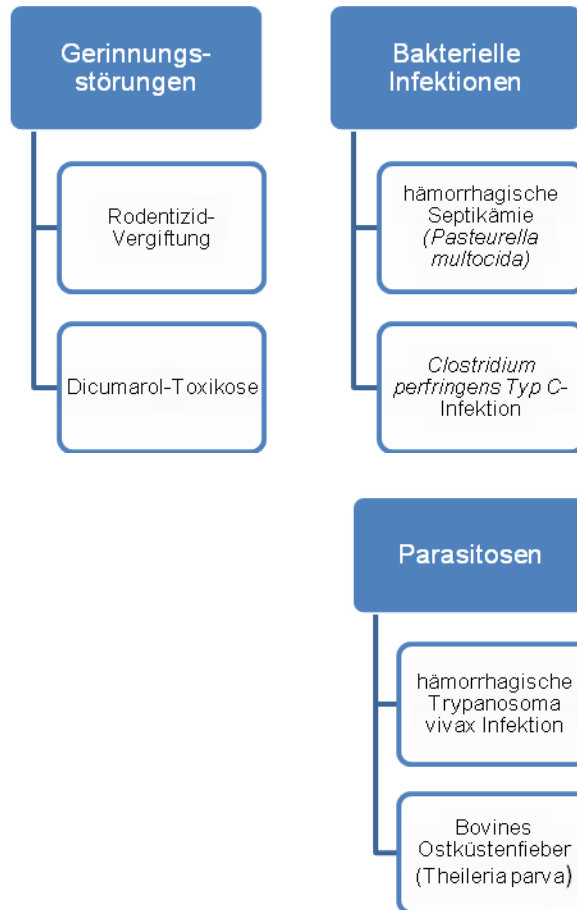 Gerinnungs-
störungen
Rodentizid-
Vergiftung
Dicumarol-Toxikose
Bakterielle
Infektionen
hämorrhagische
Septikämie
(Pasteurella
multocida)
Clostridium
perfringens Typ C-
Infektion
Parasitosen
hämorrhagische
Trypanosoma
vivax Infektion
Bovines
Ostküstenfieber
(Theileria parva)